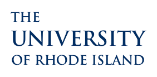 THE
UNIVERSITY
OF RHODE ISLAND